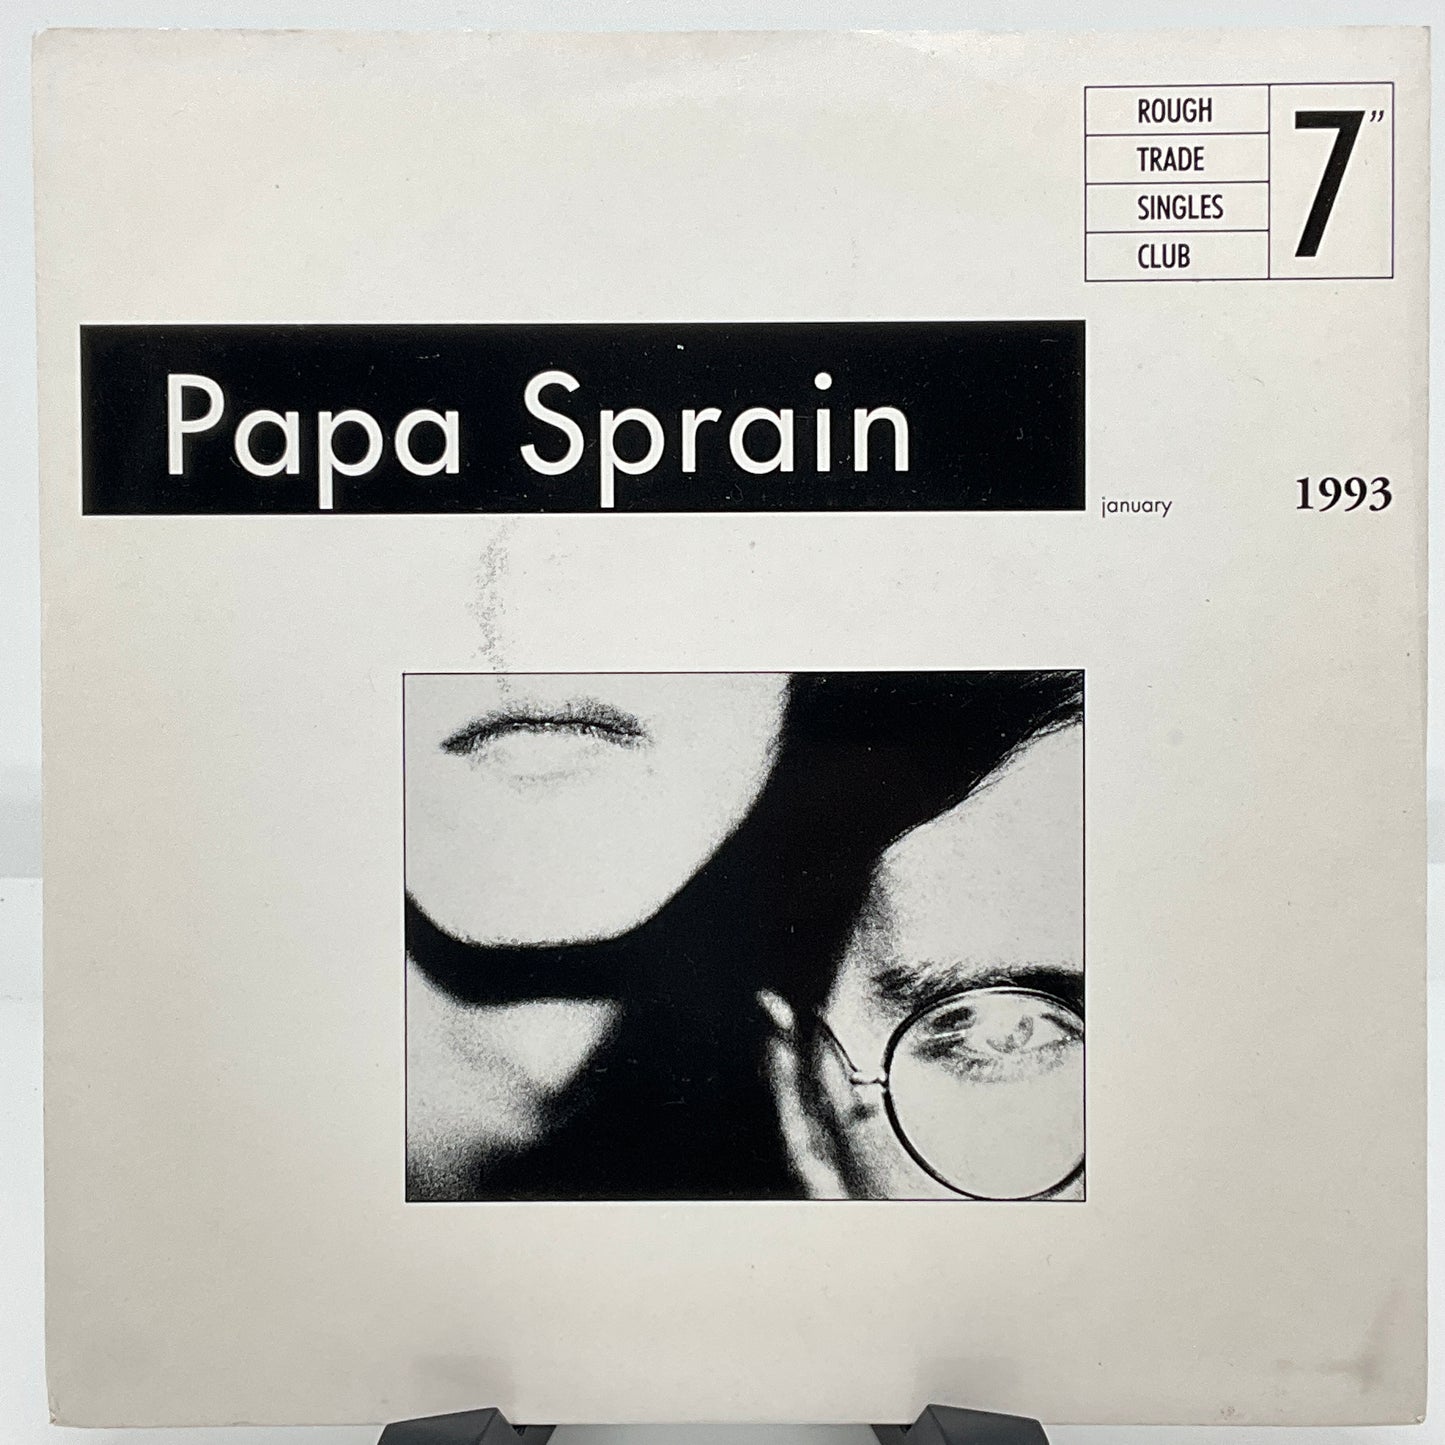 ROUGH
TRADE
SINGLES
CLUB
7”
Papa Sprain
january
1993